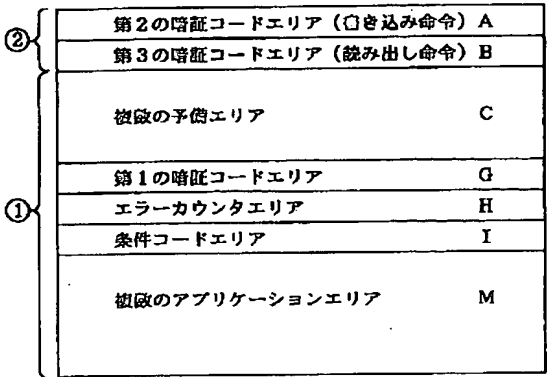 ② 第2の暗証コードエリア（書き込み命令） A
第3の暗証コードエリア（読み出し命令） B
複数の予備エリア C
① 第1の暗証コードエリア G
エラーカウンタエリア H
条件コードエリア I
複数のアプリケーションエリア M